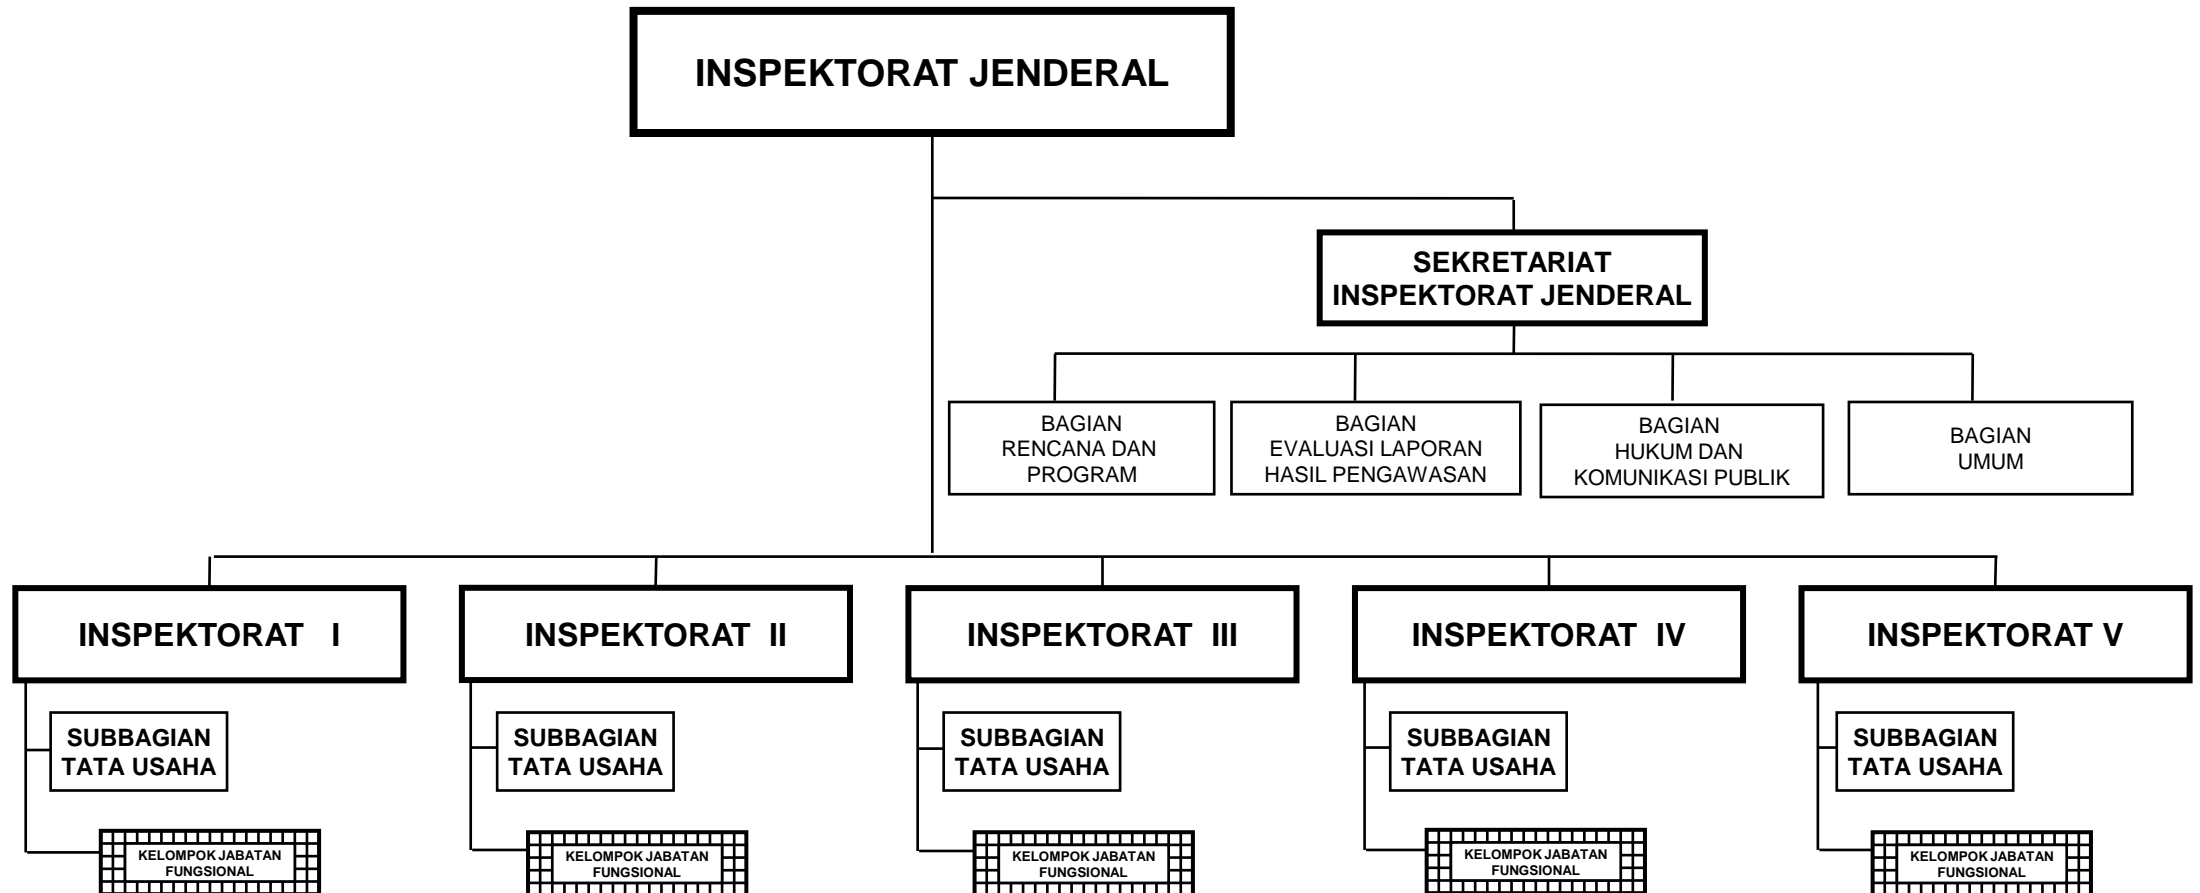 INSPEKTORAT JENDERAL
SEKRETARIAT
INSPEKTORAT JENDERAL
BAGIAN
RENCANA DAN
PROGRAM
BAGIAN
EVALUASI LAPORAN
HASIL PENGAWASAN
BAGIAN
HUKUM DAN
KOMUNIKASI PUBLIK
BAGIAN
UMUM
INSPEKTORAT I
INSPEKTORAT II
INSPEKTORAT III
INSPEKTORAT IV
INSPEKTORAT V
SUBBAGIAN
TATA USAHA
SUBBAGIAN
TATA USAHA
SUBBAGIAN
TATA USAHA
SUBBAGIAN
TATA USAHA
SUBBAGIAN
TATA USAHA
KELOMPOK JABATAN
FUNGSIONAL
KELOMPOK JABATAN
FUNGSIONAL
KELOMPOK JABATAN
FUNGSIONAL
KELOMPOK JABATAN
FUNGSIONAL
KELOMPOK JABATAN
FUNGSIONAL